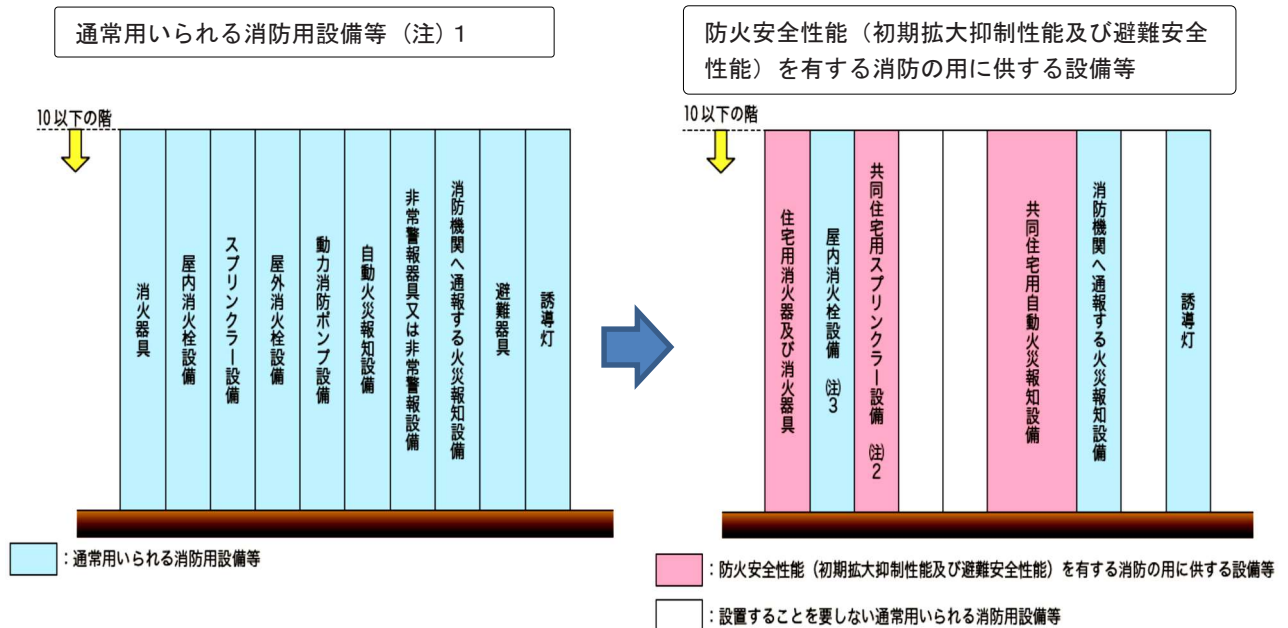 通常用いられる消防用設備等（注）1
10以下の階
消火器具
屋内消火栓設備
スプリンクラー設備
屋外消火栓設備
動力消防ポンプ設備
自動火災報知設備
非常警報器具又は非常警報設備
消防機関へ通報する火災報知設備
避難器具
誘導灯
：通常用いられる消防用設備等
防火安全性能（初期拡大抑制性能及び避難安全
性能）を有する消防の用に供する設備等
10以下の階
住宅用消火器及び消火器具
屋内消火栓設備 (注)3
共同住宅用スプリンクラー設備 (注)2
共同住宅用自動火災報知設備
消防機関へ通報する火災報知設備
誘導灯
：防火安全性能（初期拡大抑制性能及び避難安全性能）を有する消防の用に供する設備等
：設置することを要しない通常用いられる消防用設備等